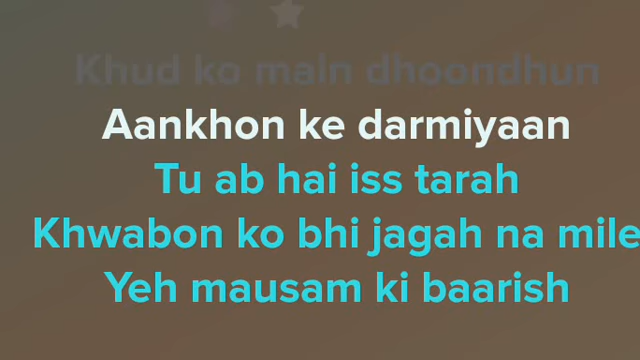 Khud ko main dhoondhun
Aankhon ke darmiyaan
Tu ab hai iss tarah
Khwabon ko bhi jagah na mile
Yeh mausam ki baarish